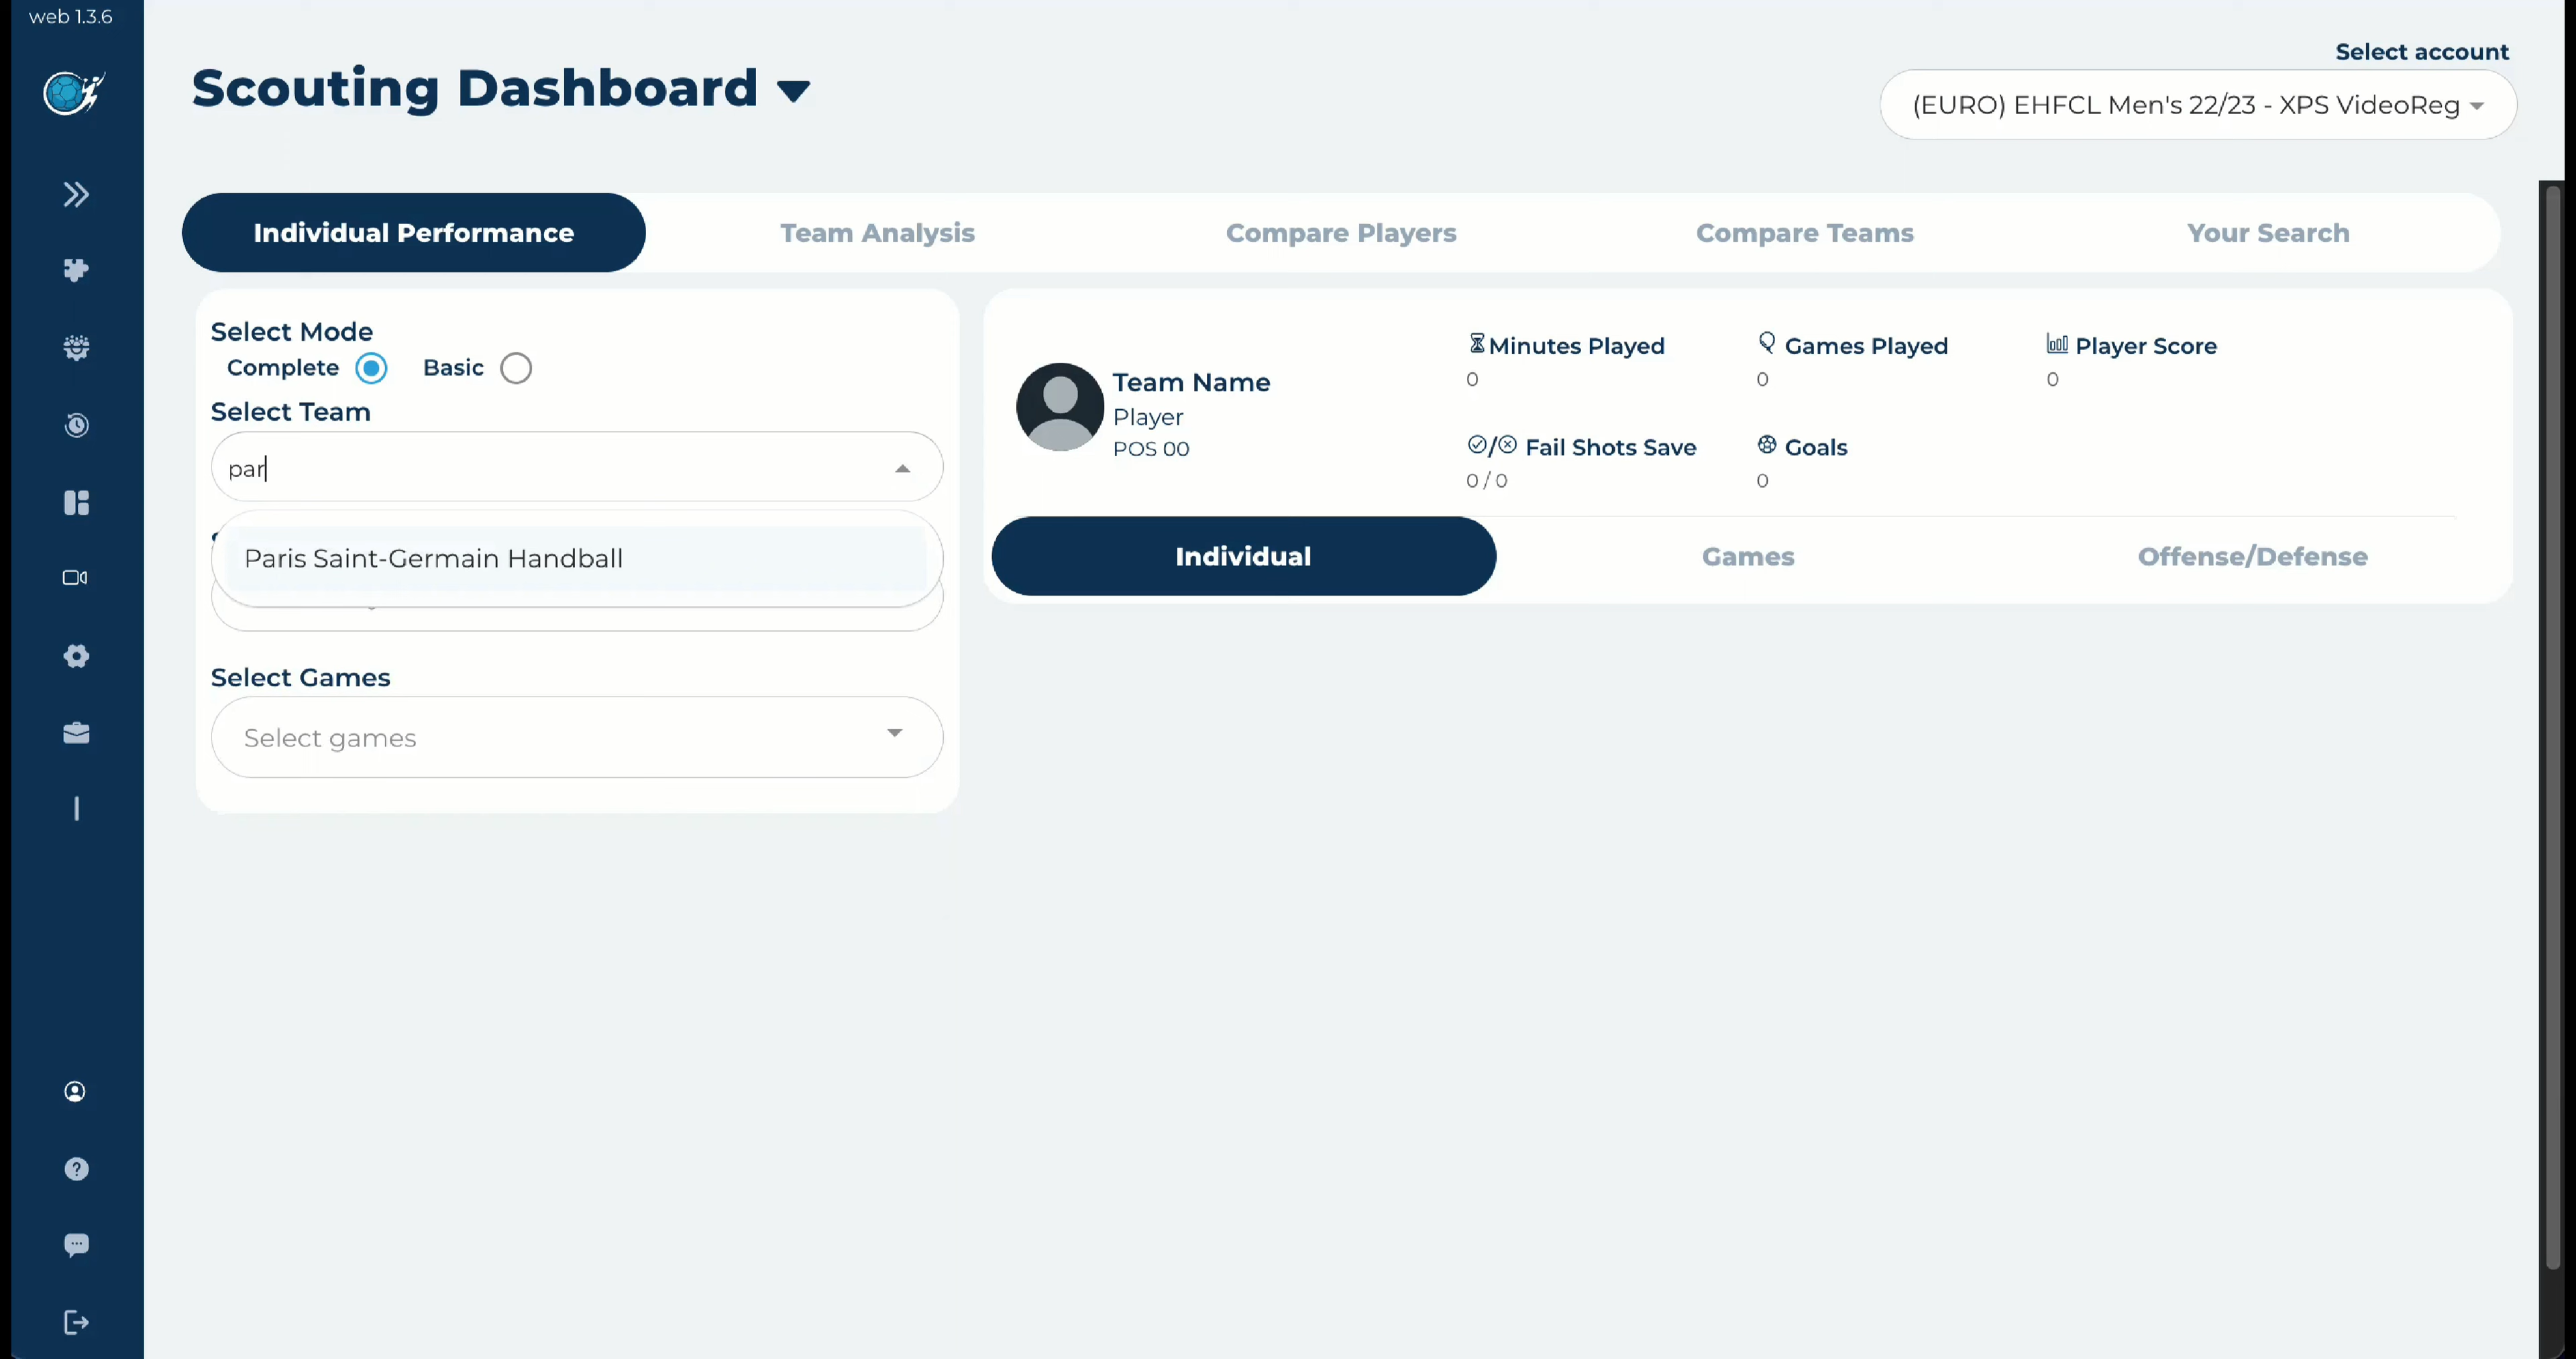 web 1.3.6
Scouting Dashboard
Select account
(EURO) EHFCL Men's 22/23 - XPS VideoReg
Individual Performance
Team Analysis
Compare Players
Compare Teams
Your Search
Select Mode
Complete
Basic
Select Team
par
Paris Saint-Germain Handball
Select Games
Select games
Team Name
Player
POS 00
Minutes Played
0
Games Played
0
Player Score
0
/ Fail Shots Save
0 / 0
Goals
0
Individual
Games
Offense/Defense